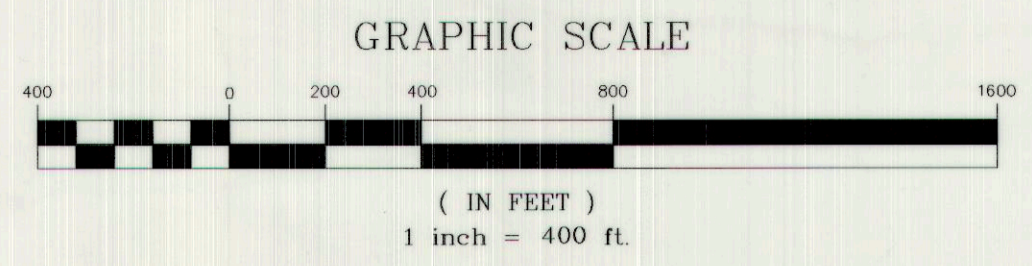 GRAPHIC SCALE
400 0 200 400 800 1600
( IN FEET )
1 inch = 400 ft.